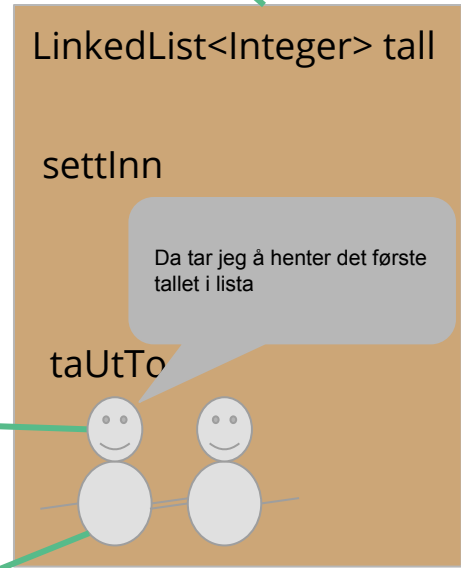 LinkedList<Integer> tall
settInn
Da tar jeg å henter det første
tallet i lista
taUtTo